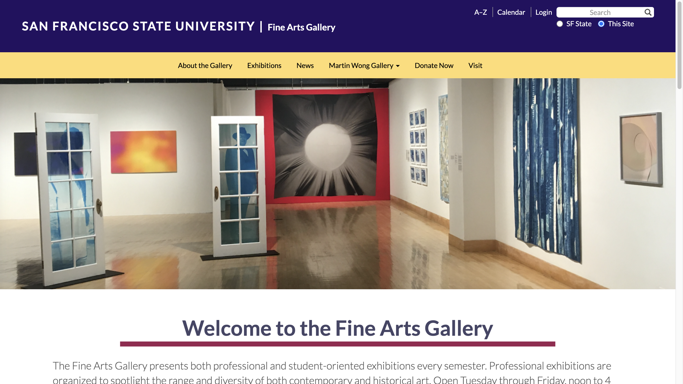 SAN FRANCISCO STATE UNIVERSITY | Fine Arts Gallery
A–Z Calendar Login Search
SF State This Site
About the Gallery Exhibitions News Martin Wong Gallery Donate Now Visit
Welcome to the Fine Arts Gallery
The Fine Arts Gallery presents both professional and student-oriented exhibitions every semester. Professional exhibitions are
organized to spotlight the range and diversity of both contemporary and historical art. Open Tuesday through Friday, noon to 4